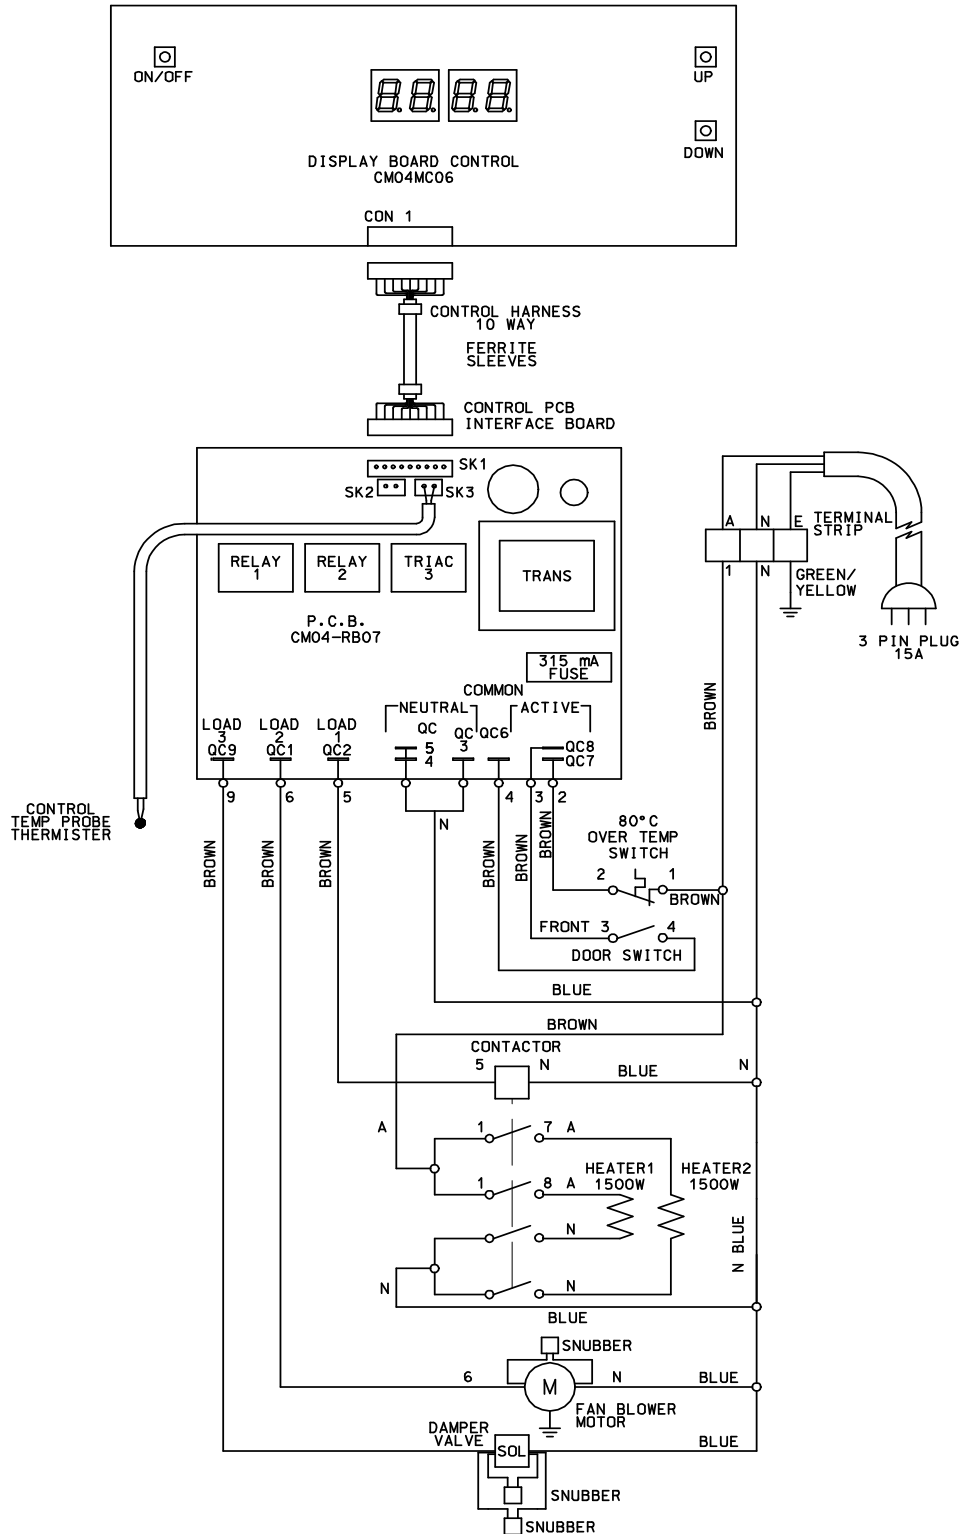 ON/OFF
UP
DOWN
DISPLAY BOARD CONTROL
CM04MC06
CON 1
CONTROL HARNESS
10 WAY
FERRITE
SLEEVES
CONTROL PCB
INTERFACE BOARD
SK1
SK2
SK3
A N E
TERMINAL
STRIP
1 N
GREEN/
YELLOW
3 PIN PLUG
15A
RELAY
1
RELAY
2
TRIAC
3
TRANS
P.C.B.
CM04-RB07
315 mA
FUSE
COMMON
NEUTRAL
ACTIVE
LOAD
3
QC9
LOAD
2
QC1
LOAD
1
QC2
QC
5
4
QC
3
QC6
QC8
QC7
9 6 5 N 4 3 2
BROWN
CONTROL
TEMP PROBE
THERMISTER
BROWN
BROWN
BROWN
BROWN
BROWN
BROWN
80°C
OVER TEMP
SWITCH
2 1
BROWN
FRONT 3 4
DOOR SWITCH
BLUE
BROWN
CONTACTOR
5 N
BLUE
N
A
1 7 A
HEATER1
1500W
HEATER2
1500W
1 8 A
N
N BLUE
N
N
BLUE
SNUBBER
6
M
N
BLUE
FAN BLOWER
MOTOR
DAMPER
VALVE
SOL
BLUE
SNUBBER
SNUBBER